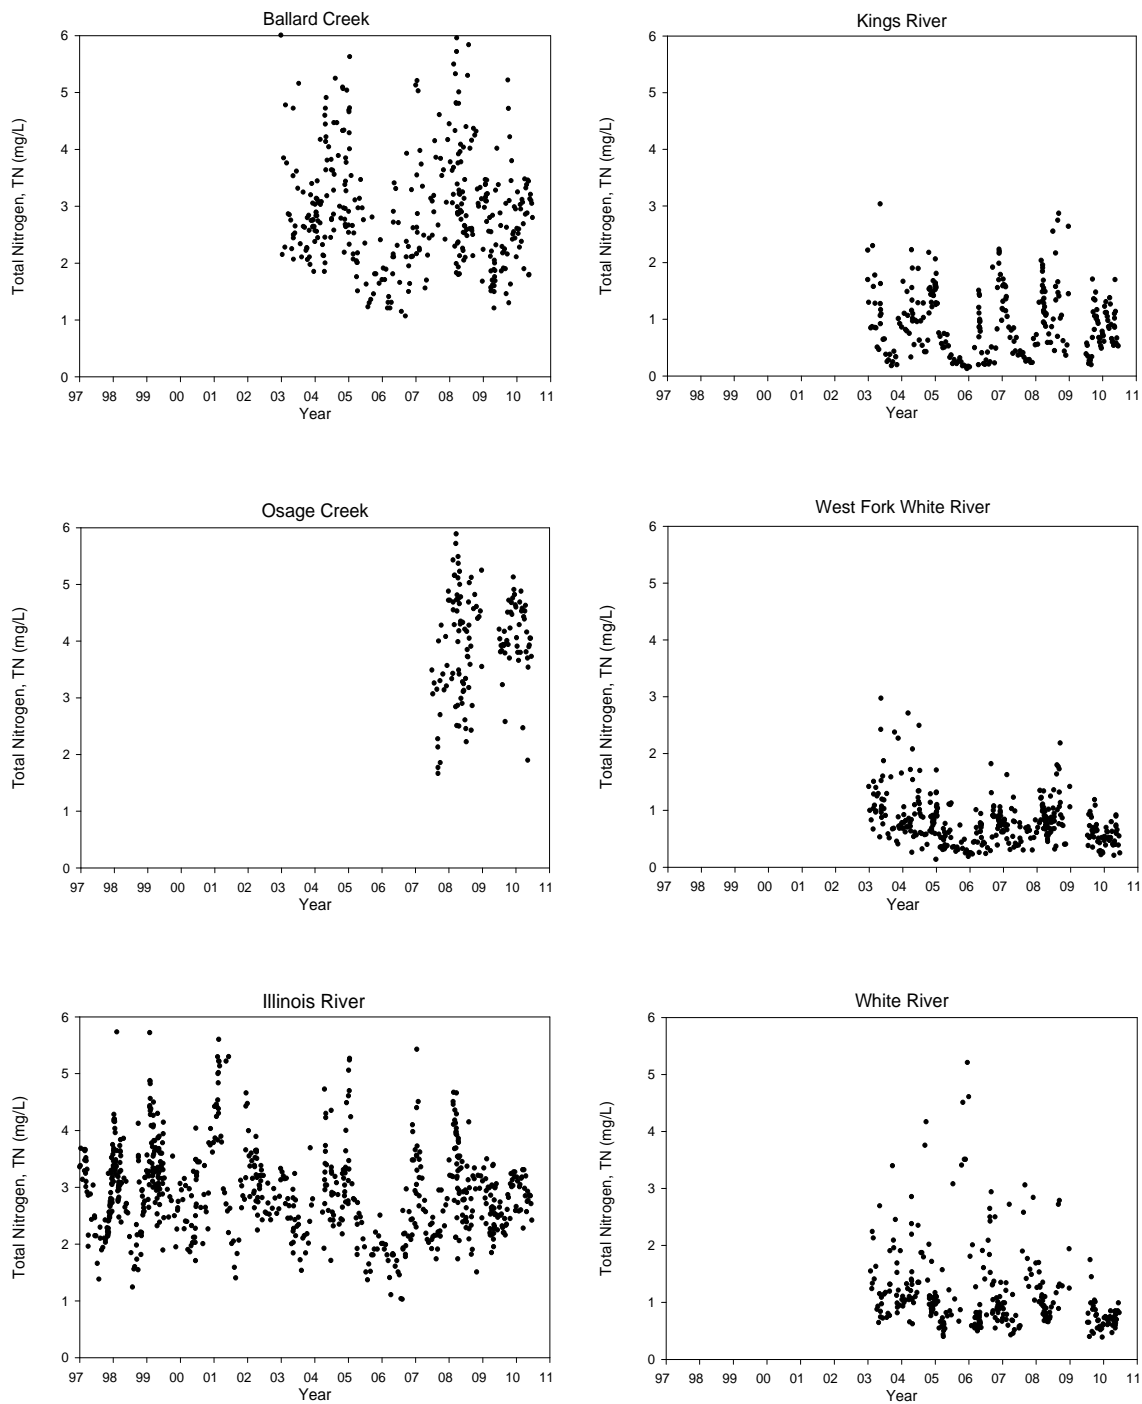 Ballard Creek
Total Nitrogen, TN (mg/L)
6
5
4
3
2
1
0
97 98 99 00 01 02 03 04 05 06 07 08 09 10 11
Year
Kings River
Total Nitrogen, TN (mg/L)
6
5
4
3
2
1
0
97 98 99 00 01 02 03 04 05 06 07 08 09 10 11
Year
Osage Creek
Total Nitrogen, TN (mg/L)
6
5
4
3
2
1
0
97 98 99 00 01 02 03 04 05 06 07 08 09 10 11
Year
West Fork White River
Total Nitrogen, TN (mg/L)
6
5
4
3
2
1
0
97 98 99 00 01 02 03 04 05 06 07 08 09 10 11
Year
Illinois River
Total Nitrogen, TN (mg/L)
6
5
4
3
2
1
0
97 98 99 00 01 02 03 04 05 06 07 08 09 10 11
Year
White River
Total Nitrogen, TN (mg/L)
6
5
4
3
2
1
0
97 98 99 00 01 02 03 04 05 06 07 08 09 10 11
Year